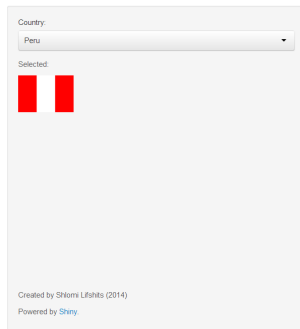 Country:
Peru
Selected:
Created by Shlomi Lifshits (2014)
Powered by Shiny.